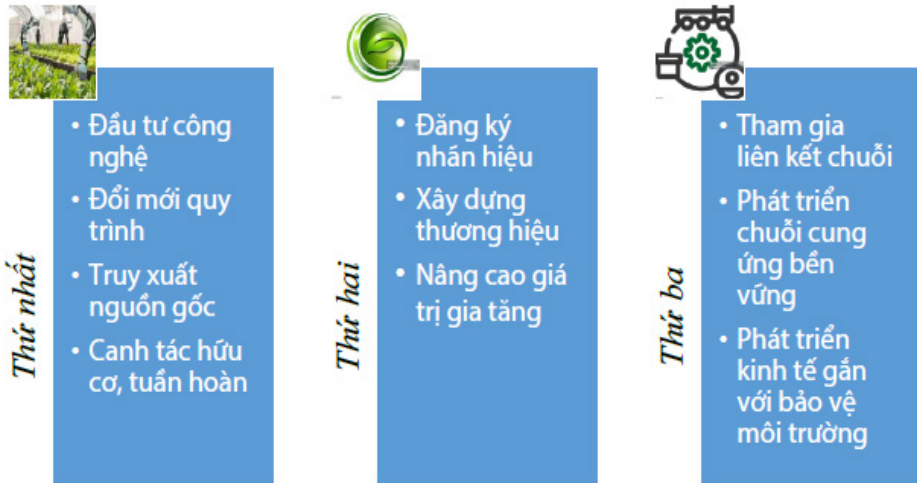 Thứ nhất
• Đầu tư công
nghệ
• Đổi mới quy
trình
• Truy xuất
nguồn gốc
• Canh tác hữu
cơ, tuần hoàn
Thứ hai
• Đăng ký
nhãn hiệu
• Xây dựng
thương hiệu
• Nâng cao giá
trị gia tăng
Thứ ba
• Tham gia
liên kết chuỗi
• Phát triển
chuỗi cung
ứng bền
vững
• Phát triển
kinh tế gắn
với bảo vệ
môi trường